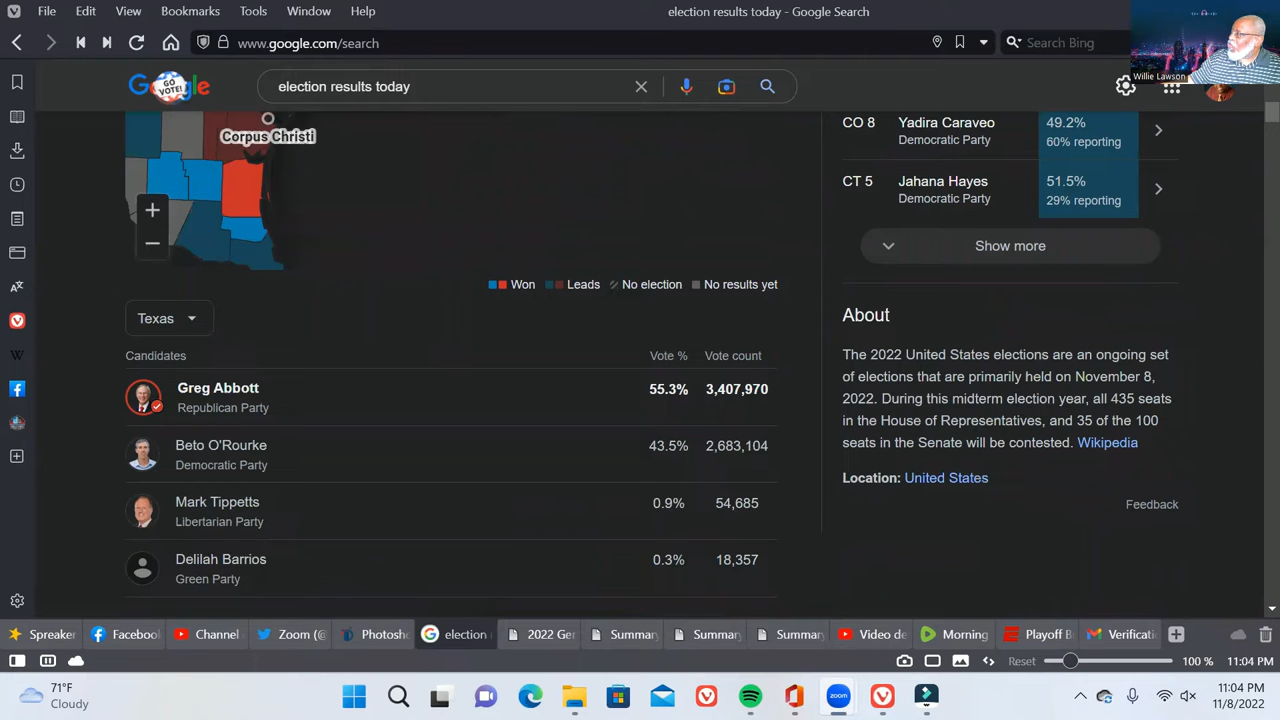 File Edit View Bookmarks Tools Window Help
election results today - Google Search
www.google.com/search
Search Bing
Willie Lawson
GO VOTE!
election results today
Corpus Christi
+
−
Won Leads No election No results yet
Texas
Candidates Vote % Vote count
Greg Abbott 55.3% 3,407,970
Republican Party
Beto O'Rourke 43.5% 2,683,104
Democratic Party
Mark Tippetts 0.9% 54,685
Libertarian Party
Delilah Barrios 0.3% 18,357
Green Party
CO 8 Yadira Caraveo 49.2%
Democratic Party 60% reporting
CT 5 Jahana Hayes 51.5%
Democratic Party 29% reporting
Show more
About
The 2022 United States elections are an ongoing set
of elections that are primarily held on November 8,
2022. During this midterm election year, all 435 seats
in the House of Representatives, and 35 of the 100
seats in the Senate will be contested. Wikipedia
Location: United States
Feedback
Spreaker Facebook Channel Zoom (@ Photosho election 2022 Ge Summary Summary Summary Video de Morning Playoff B Verificati
Reset 100 % 11:04 PM
71°F
Cloudy
zoom
11:04 PM
11/8/2022